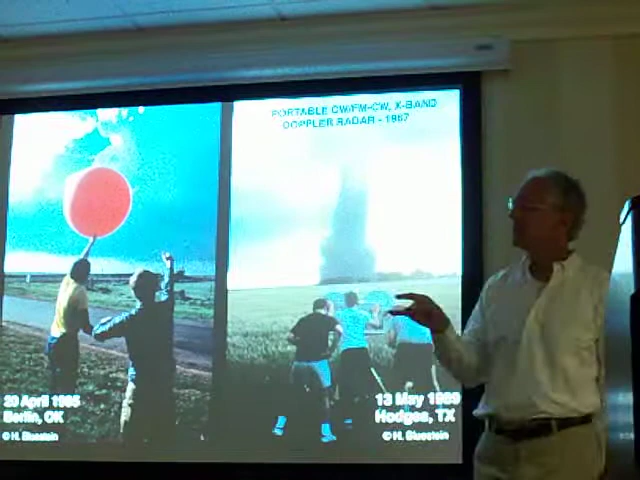 PORTABLE CW/FM-CW, X-BAND
DOPPLER RADAR - 1987
20 April 1985
Berlin, OK
© H. Bluestein
13 May 1989
Hodges, TX
© H. Bluestein